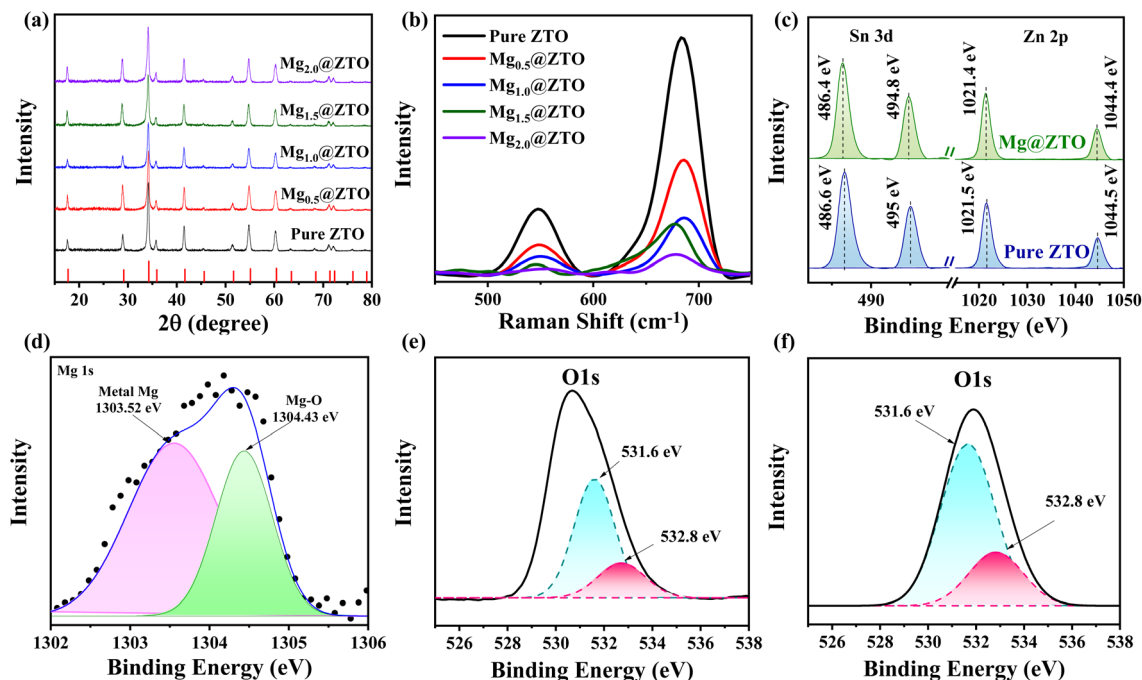 (a)
Intensity
Mg2.0@ZTO
Mg1.5@ZTO
Mg1.0@ZTO
Mg0.5@ZTO
Pure ZTO
20 30 40 50 60 70 80
2θ (degree)
(b)
Intensity
Pure ZTO
Mg0.5@ZTO
Mg1.0@ZTO
Mg1.5@ZTO
Mg2.0@ZTO
500 600 700
Raman Shift (cm-1)
(c)
Intensity
Sn 3d
Zn 2p
486.4 eV
494.8 eV
1021.4 eV
1044.4 eV
Mg@ZTO
486.6 eV
495 eV
1021.5 eV
1044.5 eV
Pure ZTO
490 1020 1030 1040 1050
Binding Energy (eV)
(d)
Intensity
Mg 1s
Metal Mg
1303.52 eV
Mg-O
1304.43 eV
1302 1303 1304 1305 1306
Binding Energy (eV)
(e)
Intensity
O1s
531.6 eV
532.8 eV
526 528 530 532 534 536 538
Binding Energy (eV)
(f)
Intensity
O1s
531.6 eV
532.8 eV
526 528 530 532 534 536 538
Binding Energy (eV)